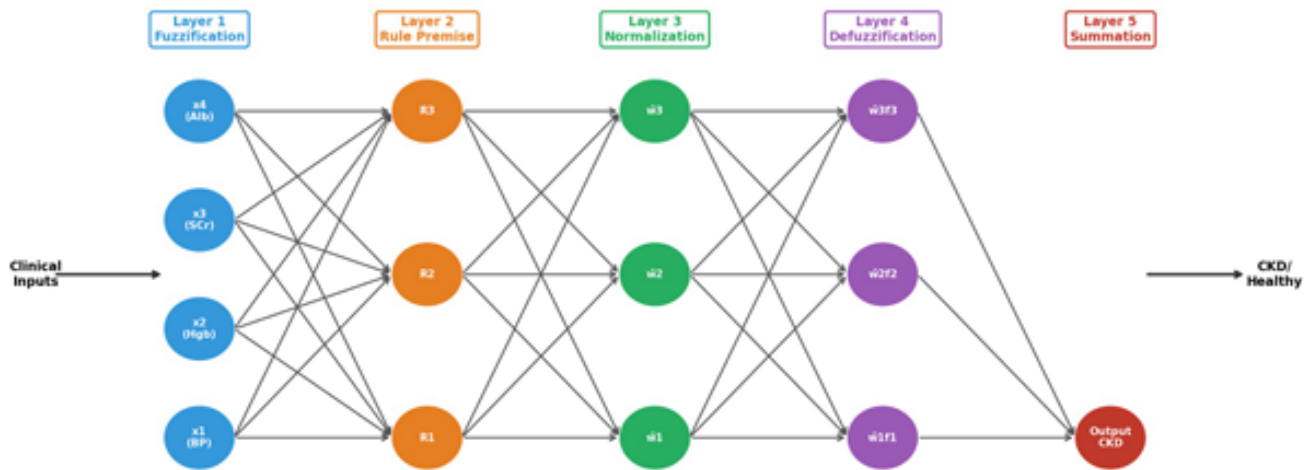 Layer 1
Fuzzification
Layer 2
Rule Premise
Layer 3
Normalization
Layer 4
Defuzzification
Layer 5
Summation
x4
(Alb)
R3
w̄3
w̄3f3
x3
(SCr)
Clinical
Inputs
R2
w̄2
w̄2f2
CKD/
Healthy
x2
(Hgb)
x1
(BP)
R1
w̄1
w̄1f1
Output
CKD